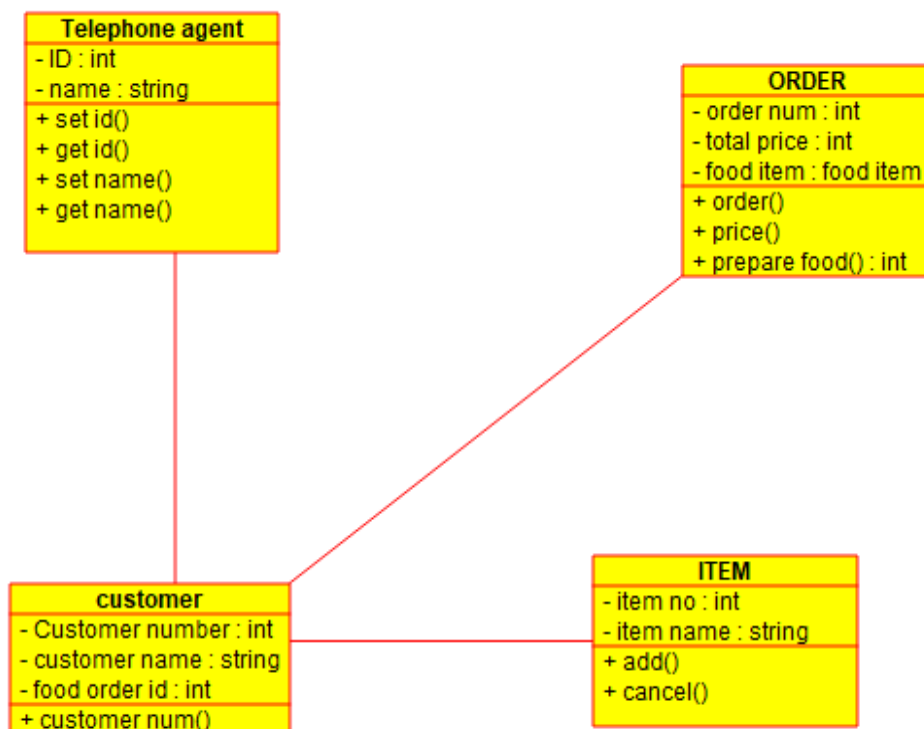 Telephone agent
- ID : int
- name : string
+ set id()
+ get id()
+ set name()
+ get name()
ORDER
- order num : int
- total price : int
- food item : food item
+ order()
+ price()
+ prepare food() : int
customer
- Customer number : int
- customer name : string
- food order id : int
+ customer num()
ITEM
- item no : int
- item name : string
+ add()
+ cancel()